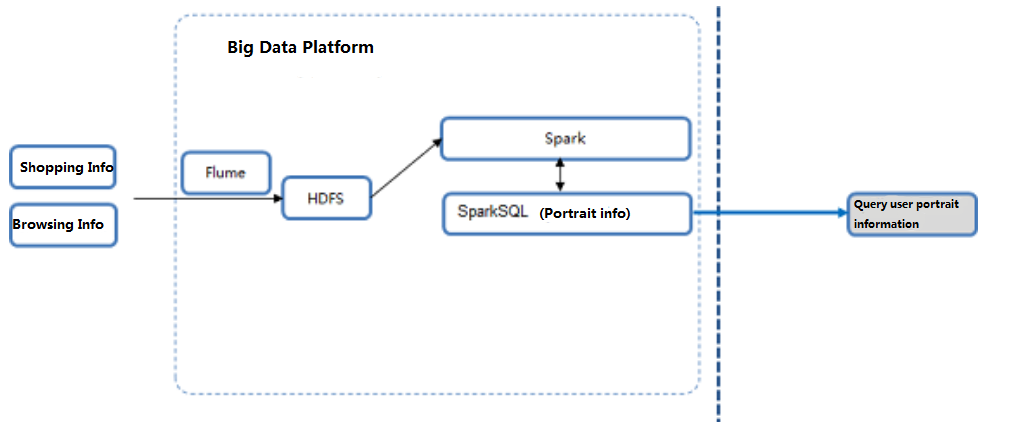 Big Data Platform
Shopping Info
Browsing Info
Flume
HDFS
Spark
SparkSQL (Portrait info)
Query user portrait
information